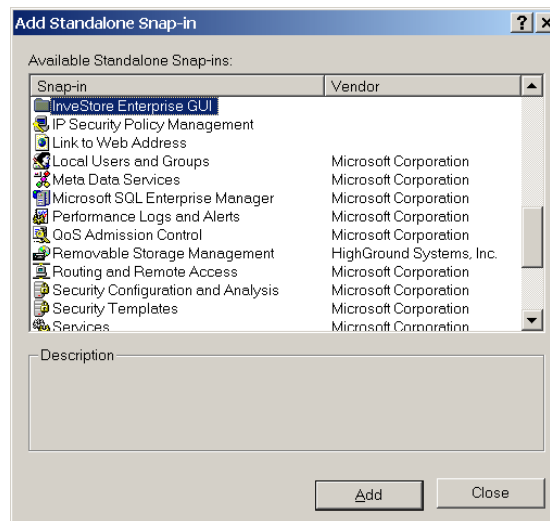 Add Standalone Snap-in
Available Standalone Snap-ins:
Snap-in Vendor
InveStore Enterprise GUI
IP Security Policy Management
Link to Web Address
Local Users and Groups Microsoft Corporation
Meta Data Services Microsoft Corporation
Microsoft SQL Enterprise Manager Microsoft Corporation
Performance Logs and Alerts Microsoft Corporation
QoS Admission Control Microsoft Corporation
Removable Storage Management HighGround Systems, Inc.
Routing and Remote Access Microsoft Corporation
Security Configuration and Analysis Microsoft Corporation
Security Templates Microsoft Corporation
Services Microsoft Corporation
Description
Add Close